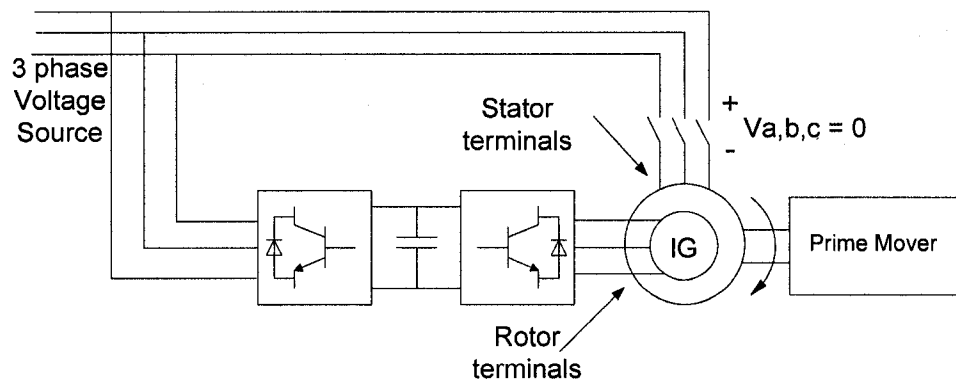 3 phase
Voltage
Source
Stator
terminals
+
Va,b,c = 0
-
IG
Prime Mover
Rotor
terminals